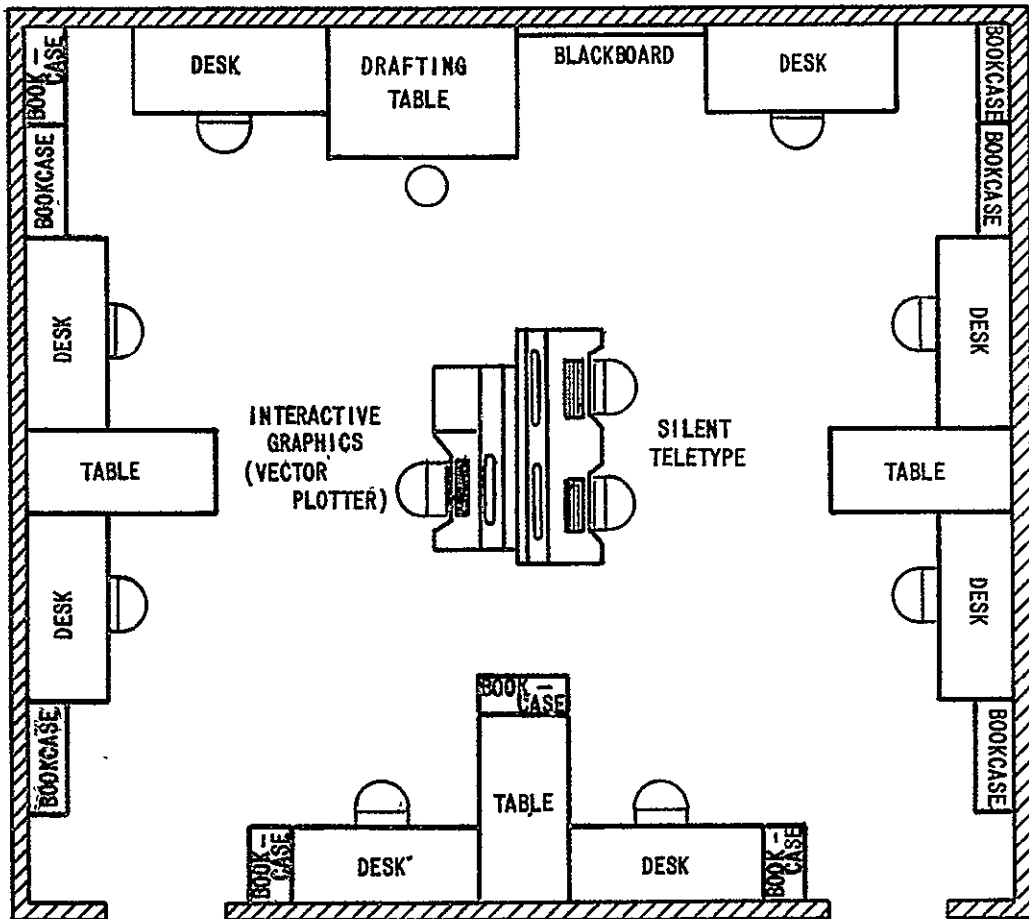 BOOK-
CASE
DESK
DRAFTING
TABLE
BLACKBOARD
DESK
BOOKCASE
BOOKCASE
BOOKCASE
DESK
DESK
INTERACTIVE
GRAPHICS
(VECTOR
PLOTTER)
SILENT
TELETYPE
TABLE
TABLE
DESK
DESK
BOOK-
CASE
BOOKCASE
BOOKCASE
TABLE
BOOK-
CASE
DESK
DESK
BOOK-
CASE